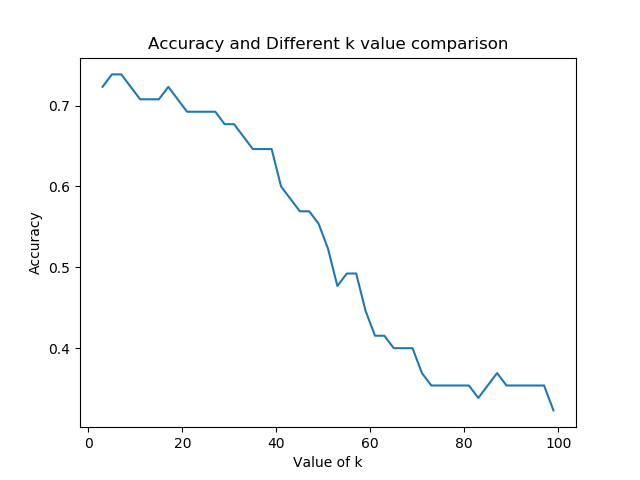 Accuracy and Different k value comparison
0.7
0.6
0.5
0.4
Accuracy
0 20 40 60 80 100
Value of k